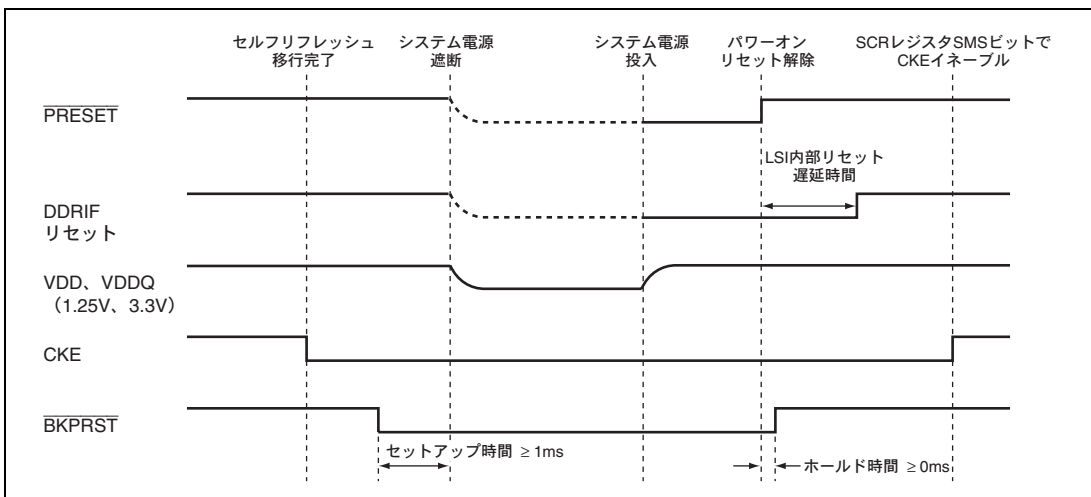 セルフリフレッシュ
移行完了
システム電源
遮断
システム電源
投入
パワーオン
リセット解除
SCRレジスタSMSビットで
CKEイネーブル
PRESET
LSI内部リセット
遅延時間
DDRIF
リセット
VDD、VDDQ
（1.25V、3.3V）
CKE
BKPRST
セットアップ時間 ≥ 1ms
ホールド時間 ≥ 0ms